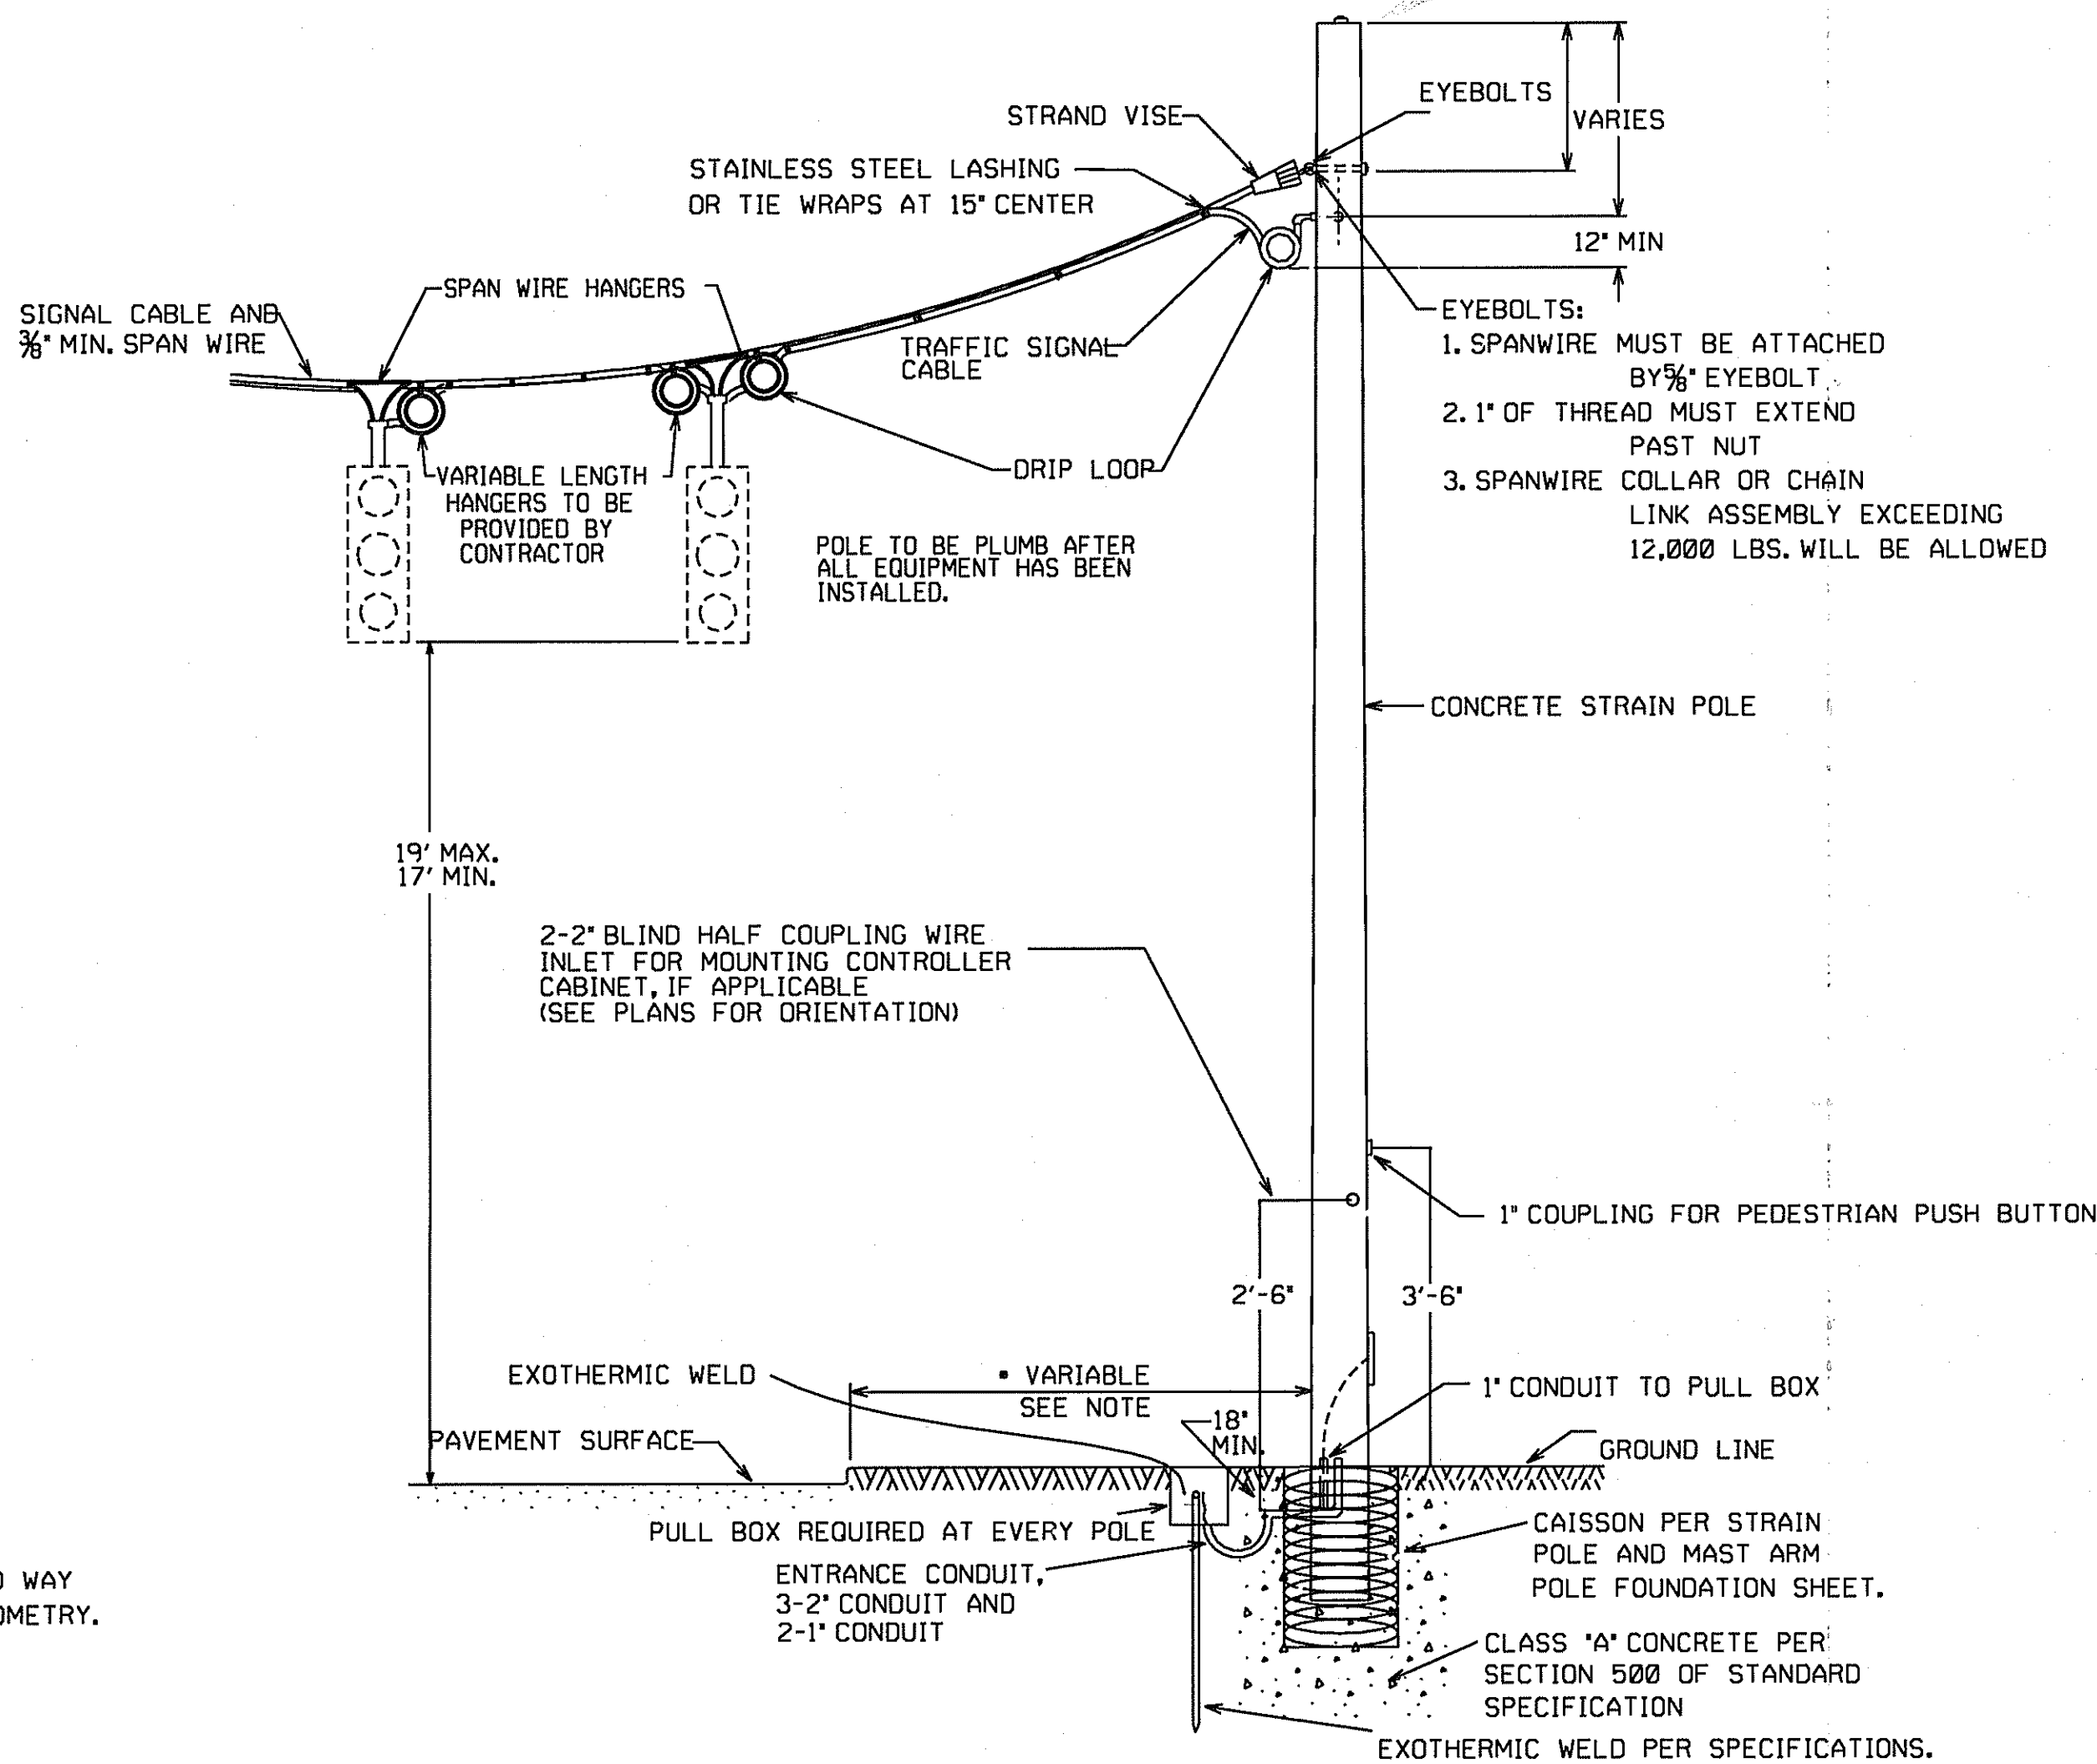 EYEBOLTS
STRAND VISE
VARIES
STAINLESS STEEL LASHING
OR TIE WRAPS AT 15" CENTER
12" MIN
SPAN WIRE HANGERS
SIGNAL CABLE AND
3/8" MIN. SPAN WIRE
TRAFFIC SIGNAL
CABLE
EYEBOLTS:
1. SPANWIRE MUST BE ATTACHED
BY 5/8" EYEBOLT
2. 1" OF THREAD MUST EXTEND
PAST NUT
3. SPANWIRE COLLAR OR CHAIN
LINK ASSEMBLY EXCEEDING
12,000 LBS. WILL BE ALLOWED
DRIP LOOP
VARIABLE LENGTH
HANGERS TO BE
PROVIDED BY
CONTRACTOR
POLE TO BE PLUMB AFTER
ALL EQUIPMENT HAS BEEN
INSTALLED.
CONCRETE STRAIN POLE
19' MAX.
17' MIN.
2-2" BLIND HALF COUPLING WIRE
INLET FOR MOUNTING CONTROLLER
CABINET, IF APPLICABLE
(SEE PLANS FOR ORIENTATION)
1" COUPLING FOR PEDESTRIAN PUSH BUTTON
2'-6"
3'-6"
EXOTHERMIC WELD
* VARIABLE
SEE NOTE
1" CONDUIT TO PULL BOX
18"
MIN.
PAVEMENT SURFACE
GROUND LINE
PULL BOX REQUIRED AT EVERY POLE
ENTRANCE CONDUIT,
3-2" CONDUIT AND
2-1" CONDUIT
CAISSON PER STRAIN
POLE AND MAST ARM
POLE FOUNDATION SHEET.
WAY
OMETRY.
CLASS "A" CONCRETE PER
SECTION 500 OF STANDARD
SPECIFICATION
EXOTHERMIC WELD PER SPECIFICATIONS.